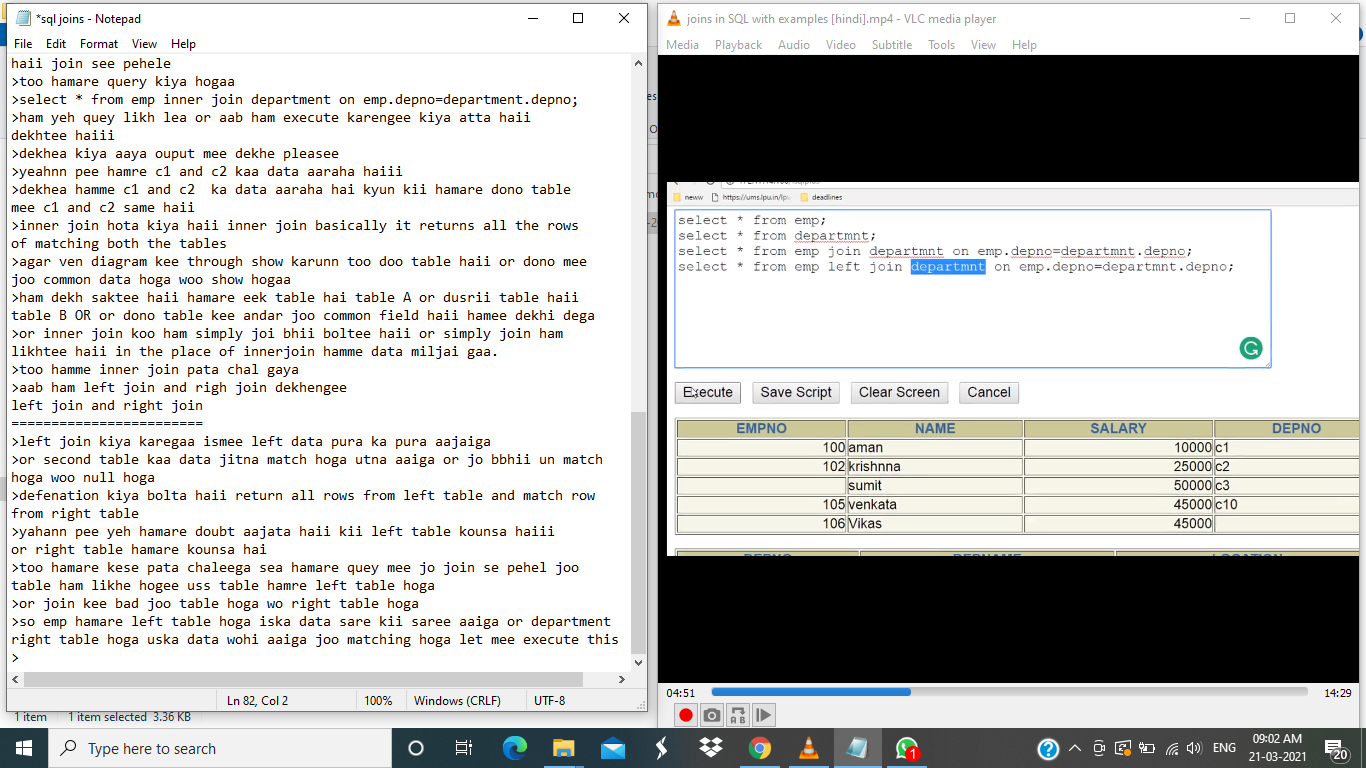 *sql joins - Notepad
File Edit Format View Help
haii join see pehele
>too hamare query kiya hogaa
>select * from emp inner join department on emp.depno=department.depno;
>ham yeh quey likh lea or aab ham execute karengee kiya atta haii
dekhtee haiii
>dekhea kiya aaya ouput mee dekhe pleasee
>yeahnn pee hamre c1 and c2 kaa data aaraha haiii
>dekhea hamme c1 and c2  ka data aaraha hai kyun kii hamare dono table
mee c1 and c2 same haii
>inner join hota kiya haii inner join basically it returns all the rows
of matching both the tables
>agar ven diagram kee through show karunn too doo table haii or dono mee
joo common data hoga woo show hogaa
>ham dekh saktee haii hamare eek table hai table A or dusrii table haii
table B OR or dono table kee andar joo common field haii hamee dekhi dega
>or inner join koo ham simply joi bhii boltee haii or simply join ham
likhtee haii in the place of innerjoin hamme data miljai gaa.
>too hamme inner join pata chal gaya
>aab ham left join and righ join dekhengee
left join and right join
========================
>left join kiya karegaa ismee left data pura ka pura aajaiga
>or second table kaa data jitna match hoga utna aaiga or jo bbhii un match
hoga woo null hoga
>defenation kiya bolta haii return all rows from left table and match row
from right table
>yahann pee yeh hamare doubt aajata haii kii left table kounsa haiii
or right table hamare kounsa hai
>too hamare kese pata chaleega sea hamare quey mee jo join se pehel joo
table ham likhe hogee uss table hamre left table hoga
>or join kee bad joo table hoga wo right table hoga
>so emp hamare left table hoga iska data sare kii saree aaiga or department
right table hoga uska data wohi aaiga joo matching hoga let mee execute this
>
Ln 82, Col 2 100% Windows (CRLF) UTF-8
1 item 1 item selected 3.36 KB
joins in SQL with examples [hindi].mp4 - VLC media player
Media Playback Audio Video Subtitle Tools View Help
neww https://ums.lpu.in/lpu deadlines
select * from emp;
select * from departmnt;
select * from emp join departmnt on emp.depno=departmnt.depno;
select * from emp left join departmnt on emp.depno=departmnt.depno;
Execute Save Script Clear Screen Cancel
EMPNO NAME SALARY DEPNO
100 aman 10000 c1
102 krishnna 25000 c2
sumit 50000 c3
105 venkata 45000 c10
106 Vikas 45000
DEPNO DEPNAME LOCATION
04:51 14:29
A B
Type here to search
1
ENG
09:02 AM
21-03-2021
20